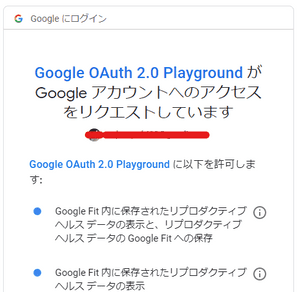 Google にログイン
Google OAuth 2.0 Playground が
Google アカウントへのアクセス
をリクエストしています
Google OAuth 2.0 Playground に以下を許可しま
す:
Google Fit 内に保存されたリプロダクティブ
ヘルス データの表示と、リプロダクティブ
ヘルス データの Google Fit への保存
Google Fit 内に保存されたリプロダクティブ
ヘルス データの表示